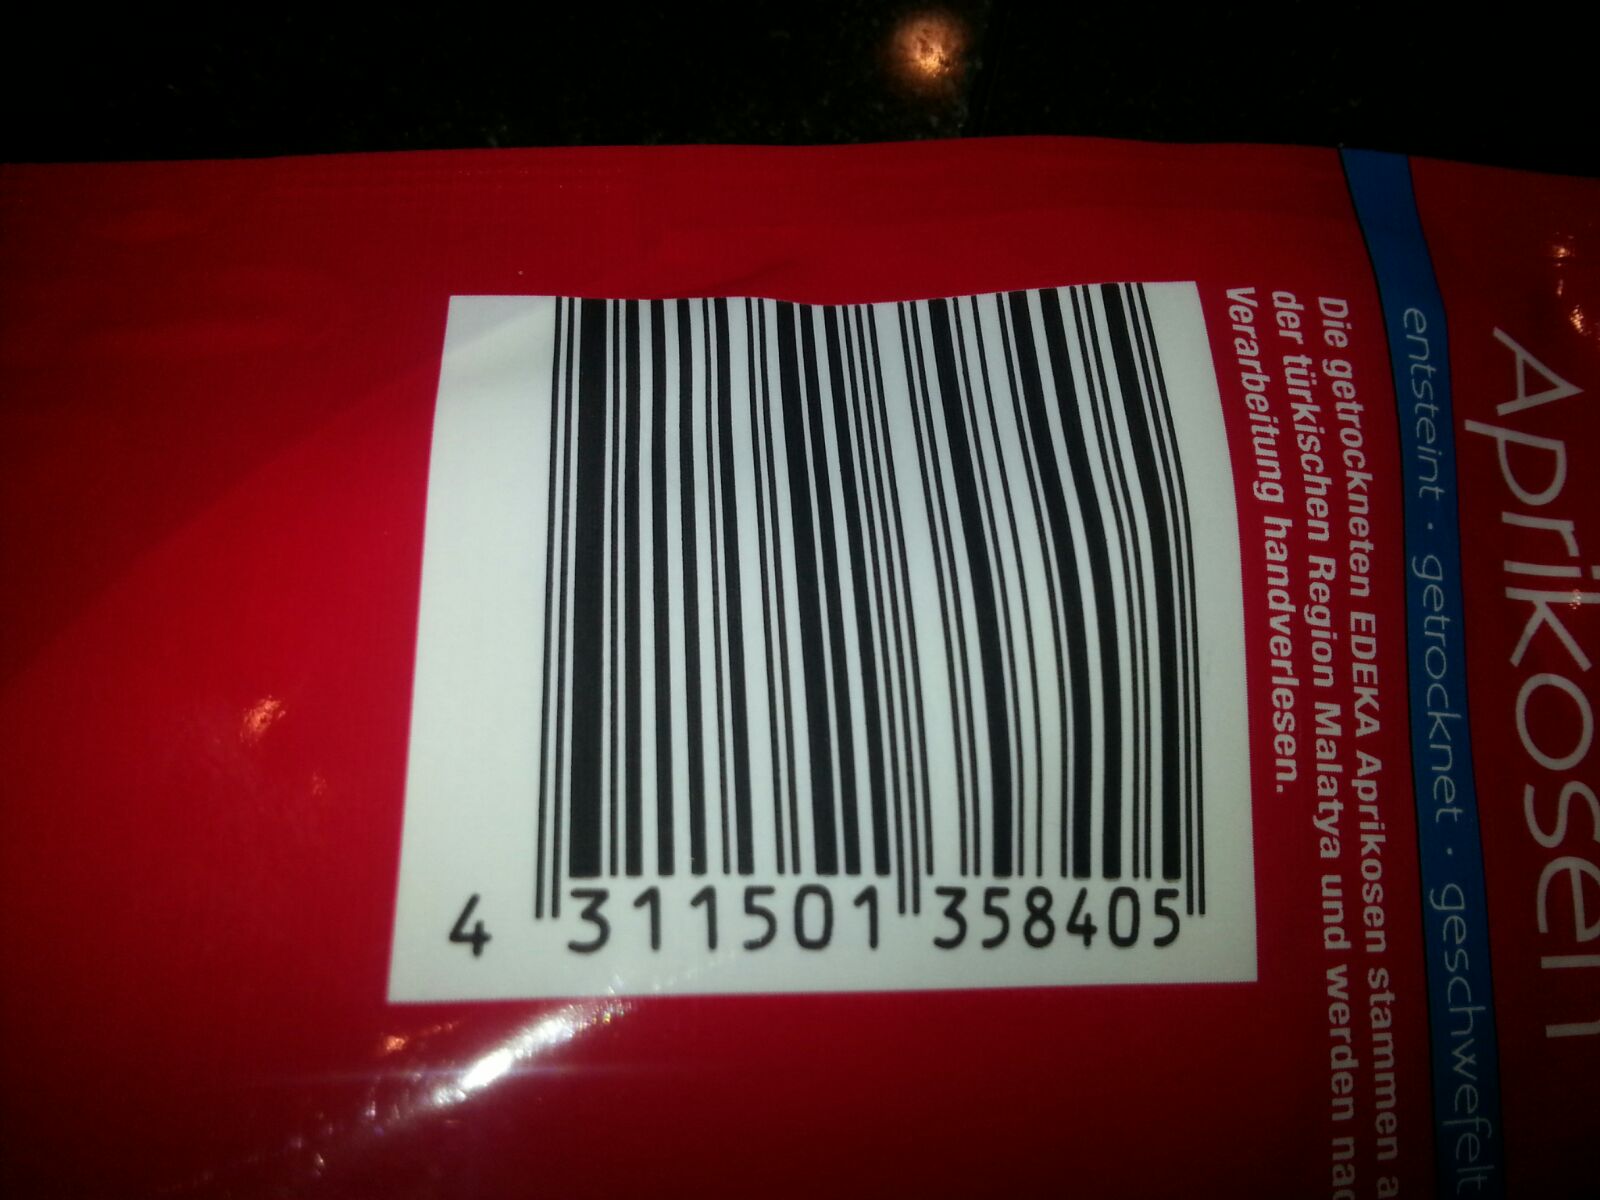 Aprikosen
entsteint · getrocknet · geschwefelt
Die getrockneten EDEKA Aprikosen stammen
der türkischen Region Malatya und werden
Verarbeitung handverlesen.
4 311501 358405